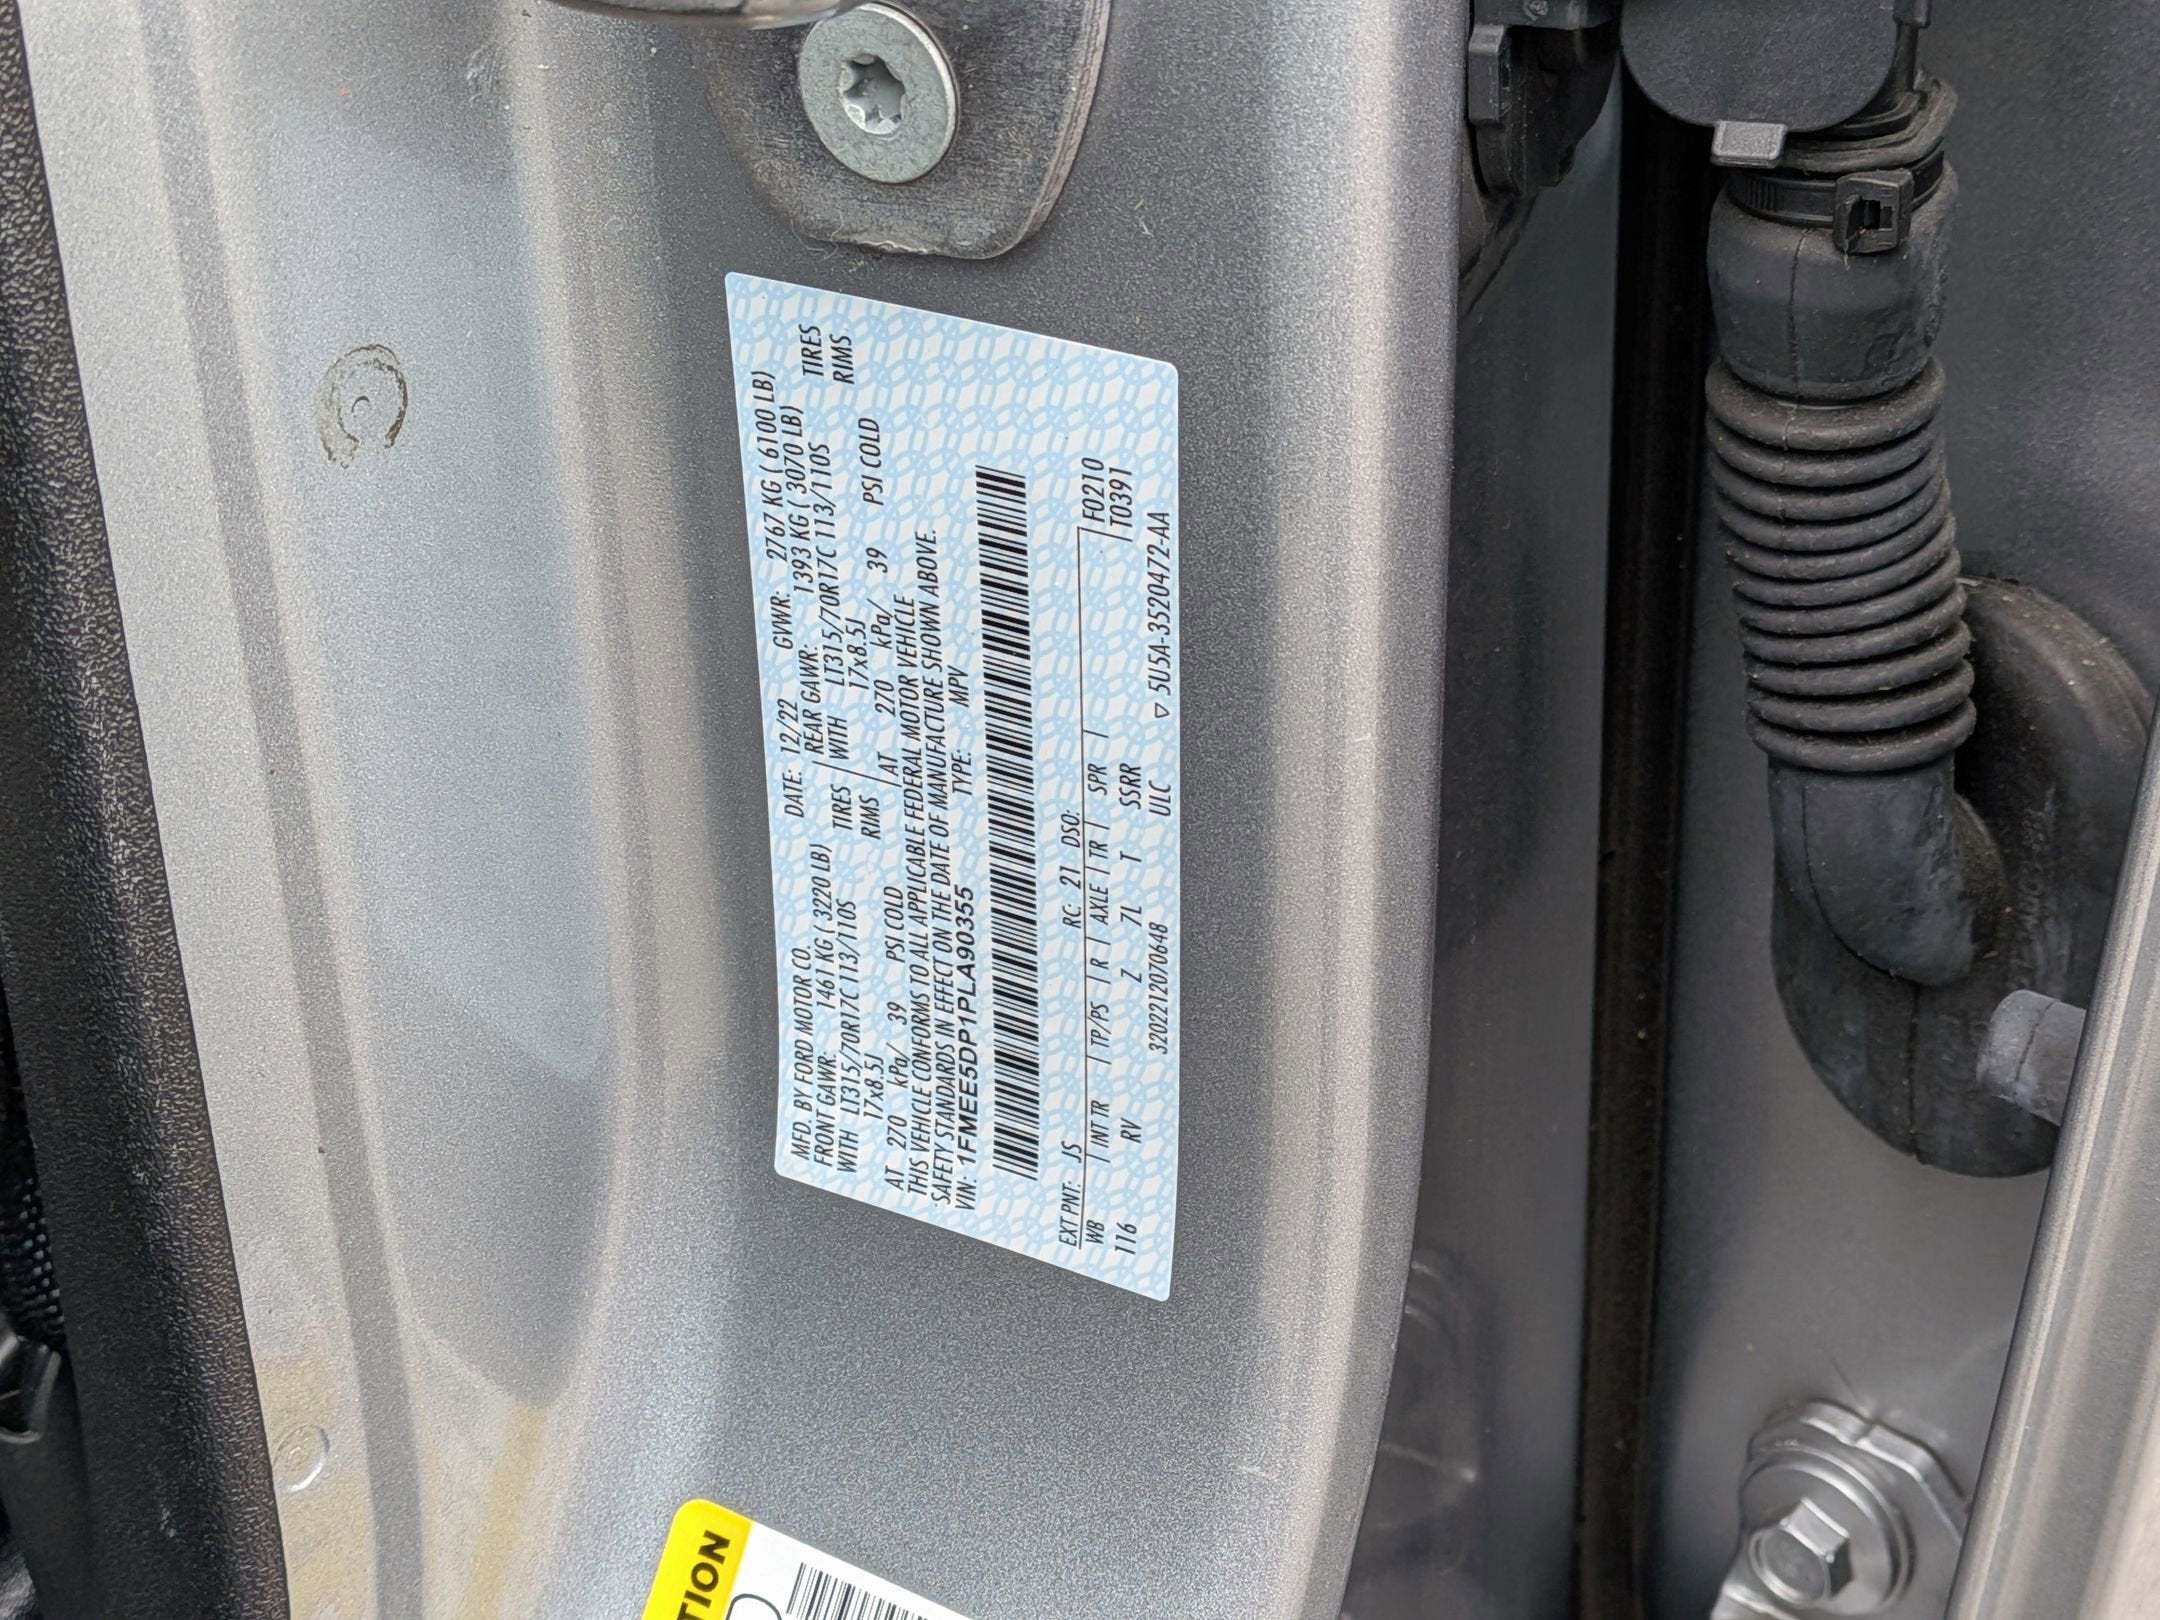 MFD. BY FORD MOTOR CO. DATE: 12/22 GVWR: 2767 KG ( 6100 LB)
FRONT GAWR: 1461 KG ( 3220 LB) REAR GAWR: 1393 KG ( 3070 LB)
WITH LT315/70R17C 113/110S TIRES WITH LT315/70R17C 113/110S TIRES
17x8.5J RIMS 17x8.5J RIMS
AT 270 kPa/ 39 PSI COLD AT 270 kPa/ 39 PSI COLD
THIS VEHICLE CONFORMS TO ALL APPLICABLE FEDERAL MOTOR VEHICLE
SAFETY STANDARDS IN EFFECT ON THE DATE OF MANUFACTURE SHOWN ABOVE.
VIN: 1FMEE5DP1PLA90355 TYPE: MPV
EXT PNT: JS RC: 21 DSO: F0210
WB INT TR TP/PS R AXLE TR SPR T0391
116 RV Z 7L T SSRR
3202212070648 ULC ▽ 5U5A-3520472-AA
TION